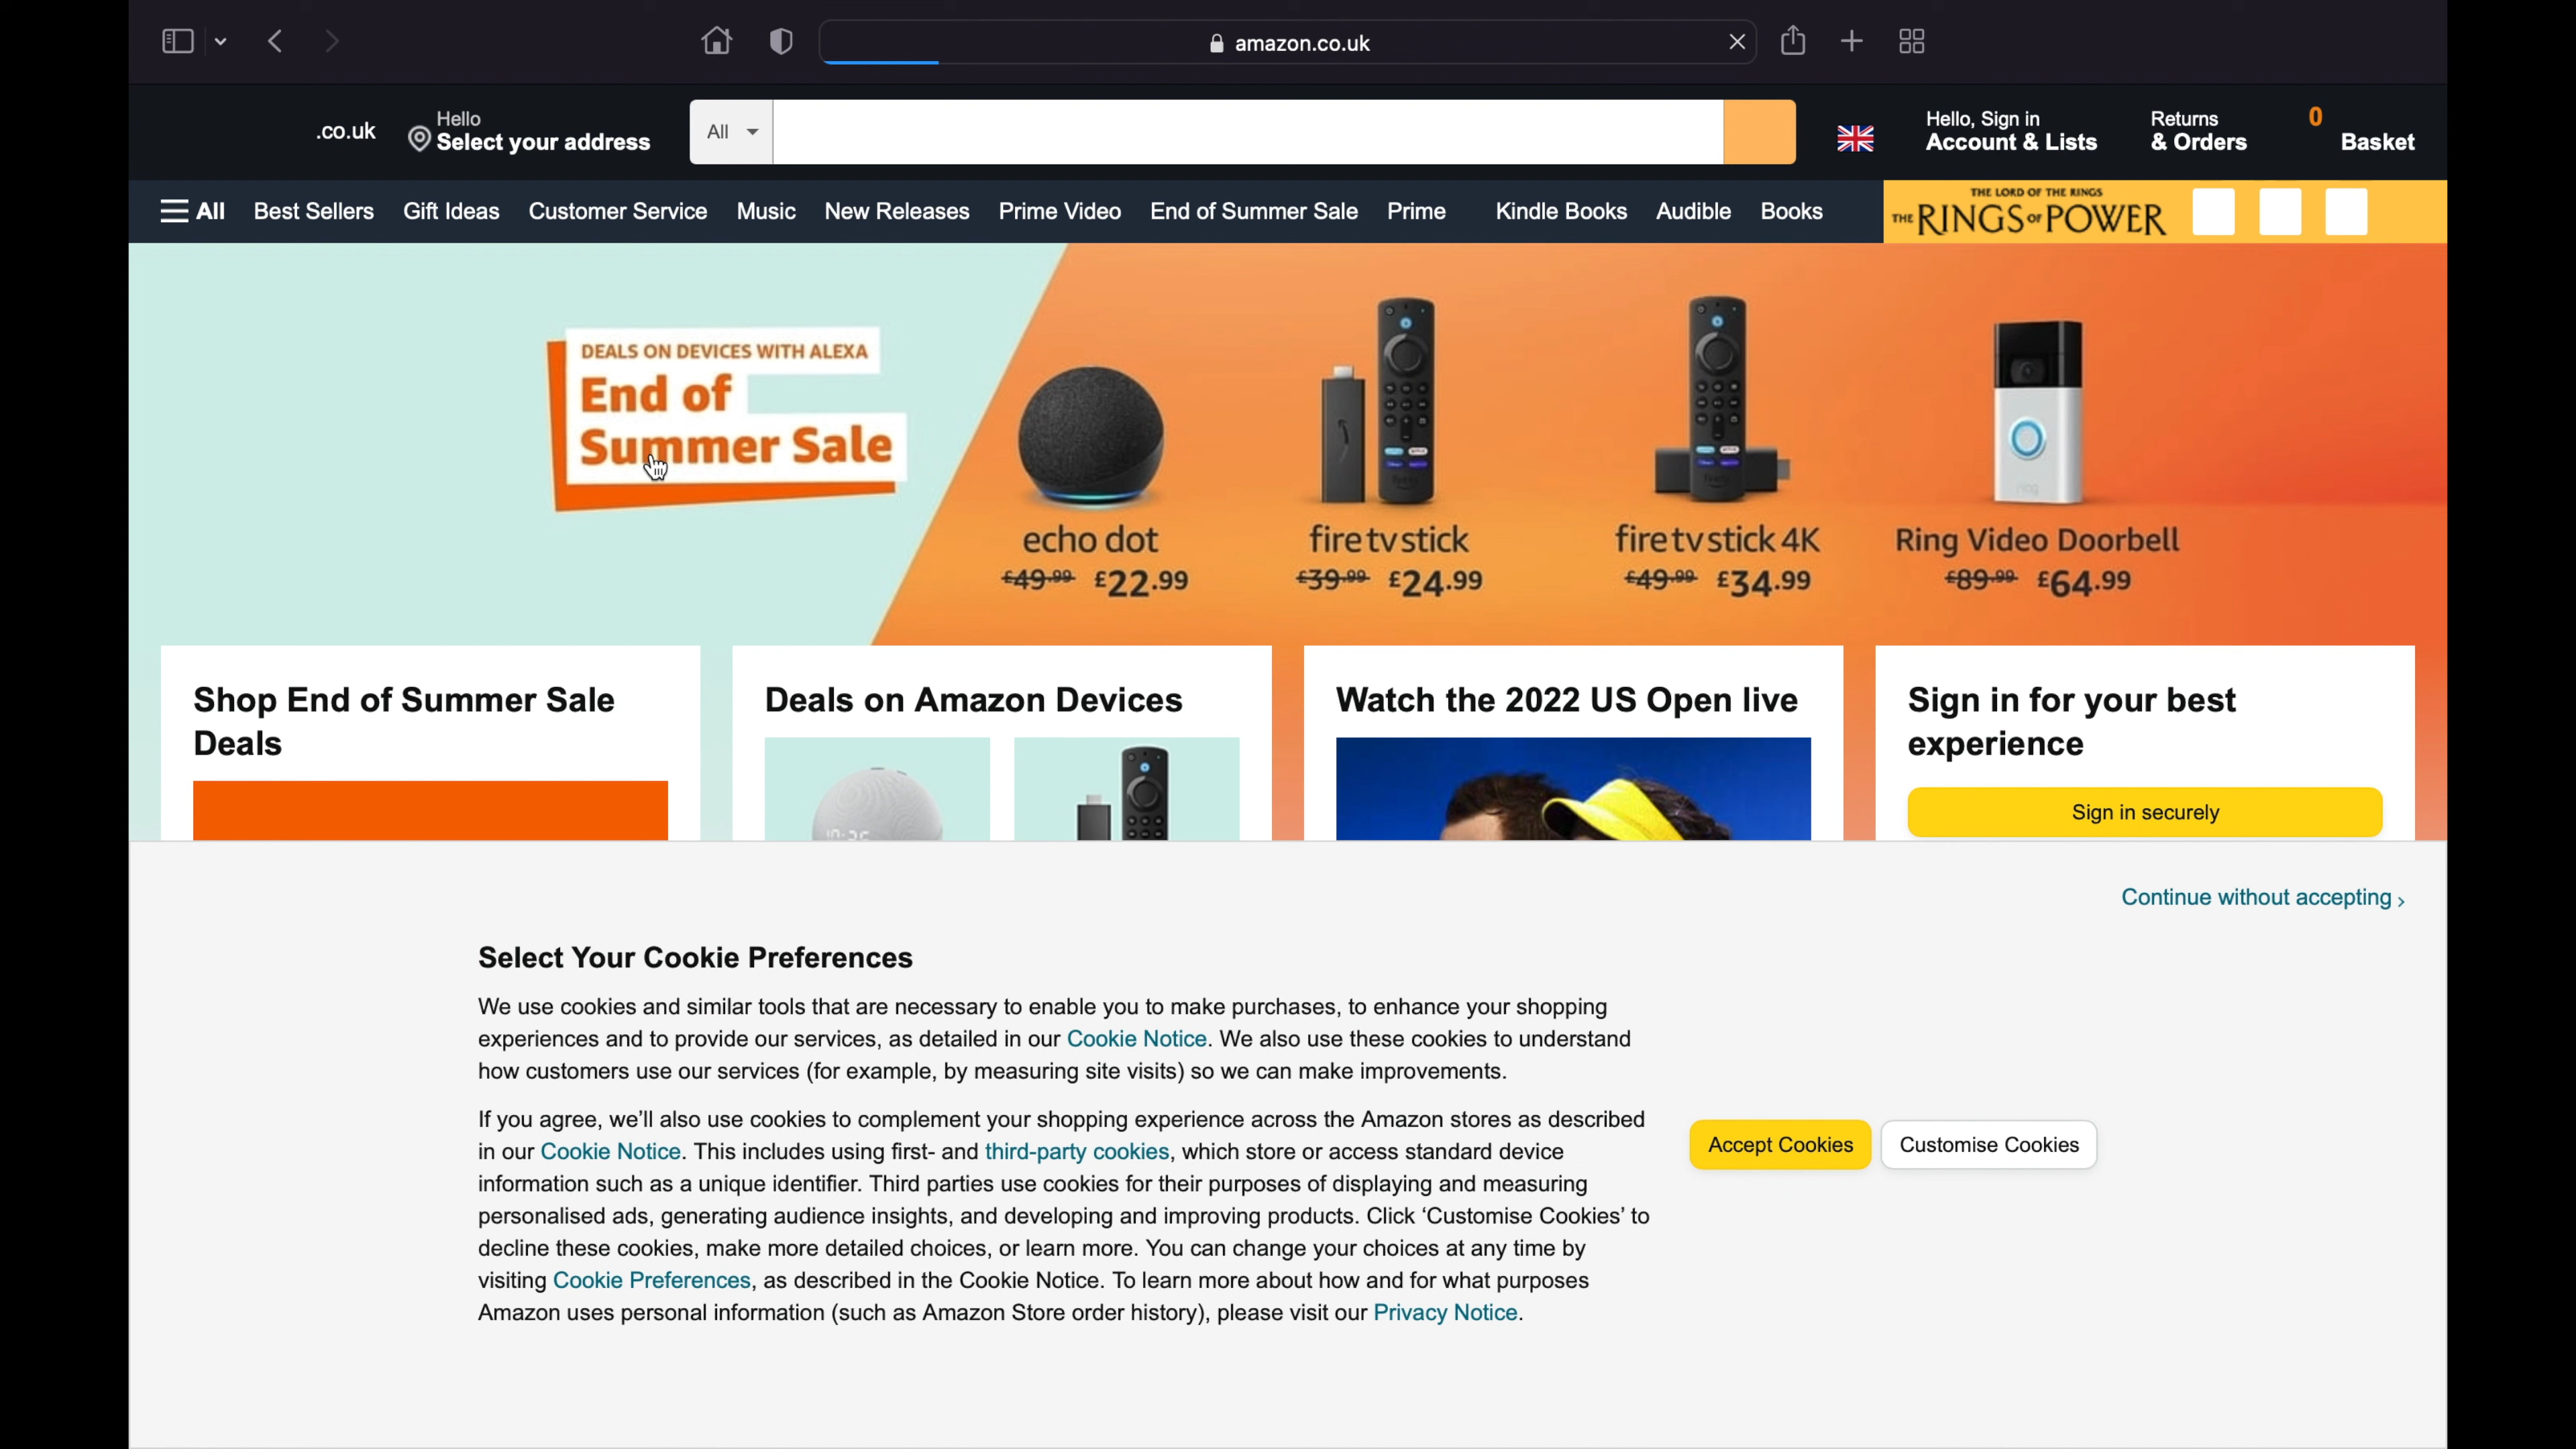 amazon.co.uk
.co.uk
Hello
Select your address
All
Hello, Sign in
Account & Lists
Returns
& Orders
0
Basket
All
Best Sellers
Gift Ideas
Customer Service
Music
New Releases
Prime Video
End of Summer Sale
Prime
Kindle Books
Audible
Books
THE LORD OF THE RINGS
THE RINGS OF POWER
DEALS ON DEVICES WITH ALEXA
End of
Summer Sale
echo dot
£49.99 £22.99
fire tv stick
£39.99 £24.99
fire tv stick 4K
£49.99 £34.99
ring
Ring Video Doorbell
£89.99 £64.99
Shop End of Summer Sale
Deals
Deals on Amazon Devices
Watch the 2022 US Open live
Sign in for your best
experience
Sign in securely
Continue without accepting ›
Select Your Cookie Preferences
We use cookies and similar tools that are necessary to enable you to make purchases, to enhance your shopping
experiences and to provide our services, as detailed in our Cookie Notice. We also use these cookies to understand
how customers use our services (for example, by measuring site visits) so we can make improvements.
If you agree, we'll also use cookies to complement your shopping experience across the Amazon stores as described
in our Cookie Notice. This includes using first- and third-party cookies, which store or access standard device
information such as a unique identifier. Third parties use cookies for their purposes of displaying and measuring
personalised ads, generating audience insights, and developing and improving products. Click ‘Customise Cookies’ to
decline these cookies, make more detailed choices, or learn more. You can change your choices at any time by
visiting Cookie Preferences, as described in the Cookie Notice. To learn more about how and for what purposes
Amazon uses personal information (such as Amazon Store order history), please visit our Privacy Notice.
Accept Cookies
Customise Cookies